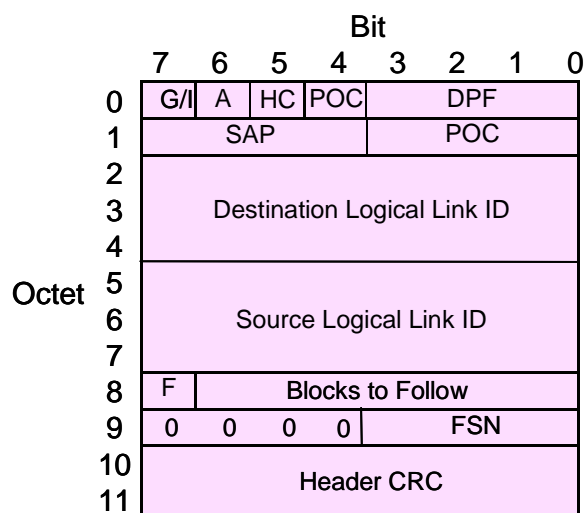 Bit
7 6 5 4 3 2 1 0
0 G/I A HC POC DPF
1 SAP POC
2
3 Destination Logical Link ID
4
5
Octet 6 Source Logical Link ID
7
8 F Blocks to Follow
9 0 0 0 0 FSN
10
Header CRC
11